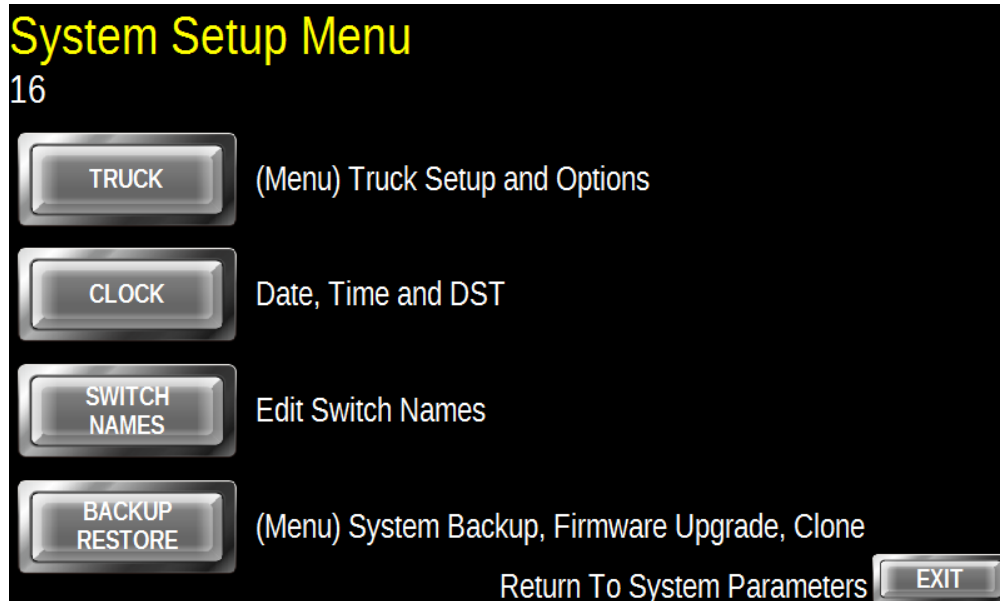 System Setup Menu
16
TRUCK
(Menu) Truck Setup and Options
CLOCK
Date, Time and DST
SWITCH
NAMES
Edit Switch Names
BACKUP
RESTORE
(Menu) System Backup, Firmware Upgrade, Clone
Return To System Parameters
EXIT